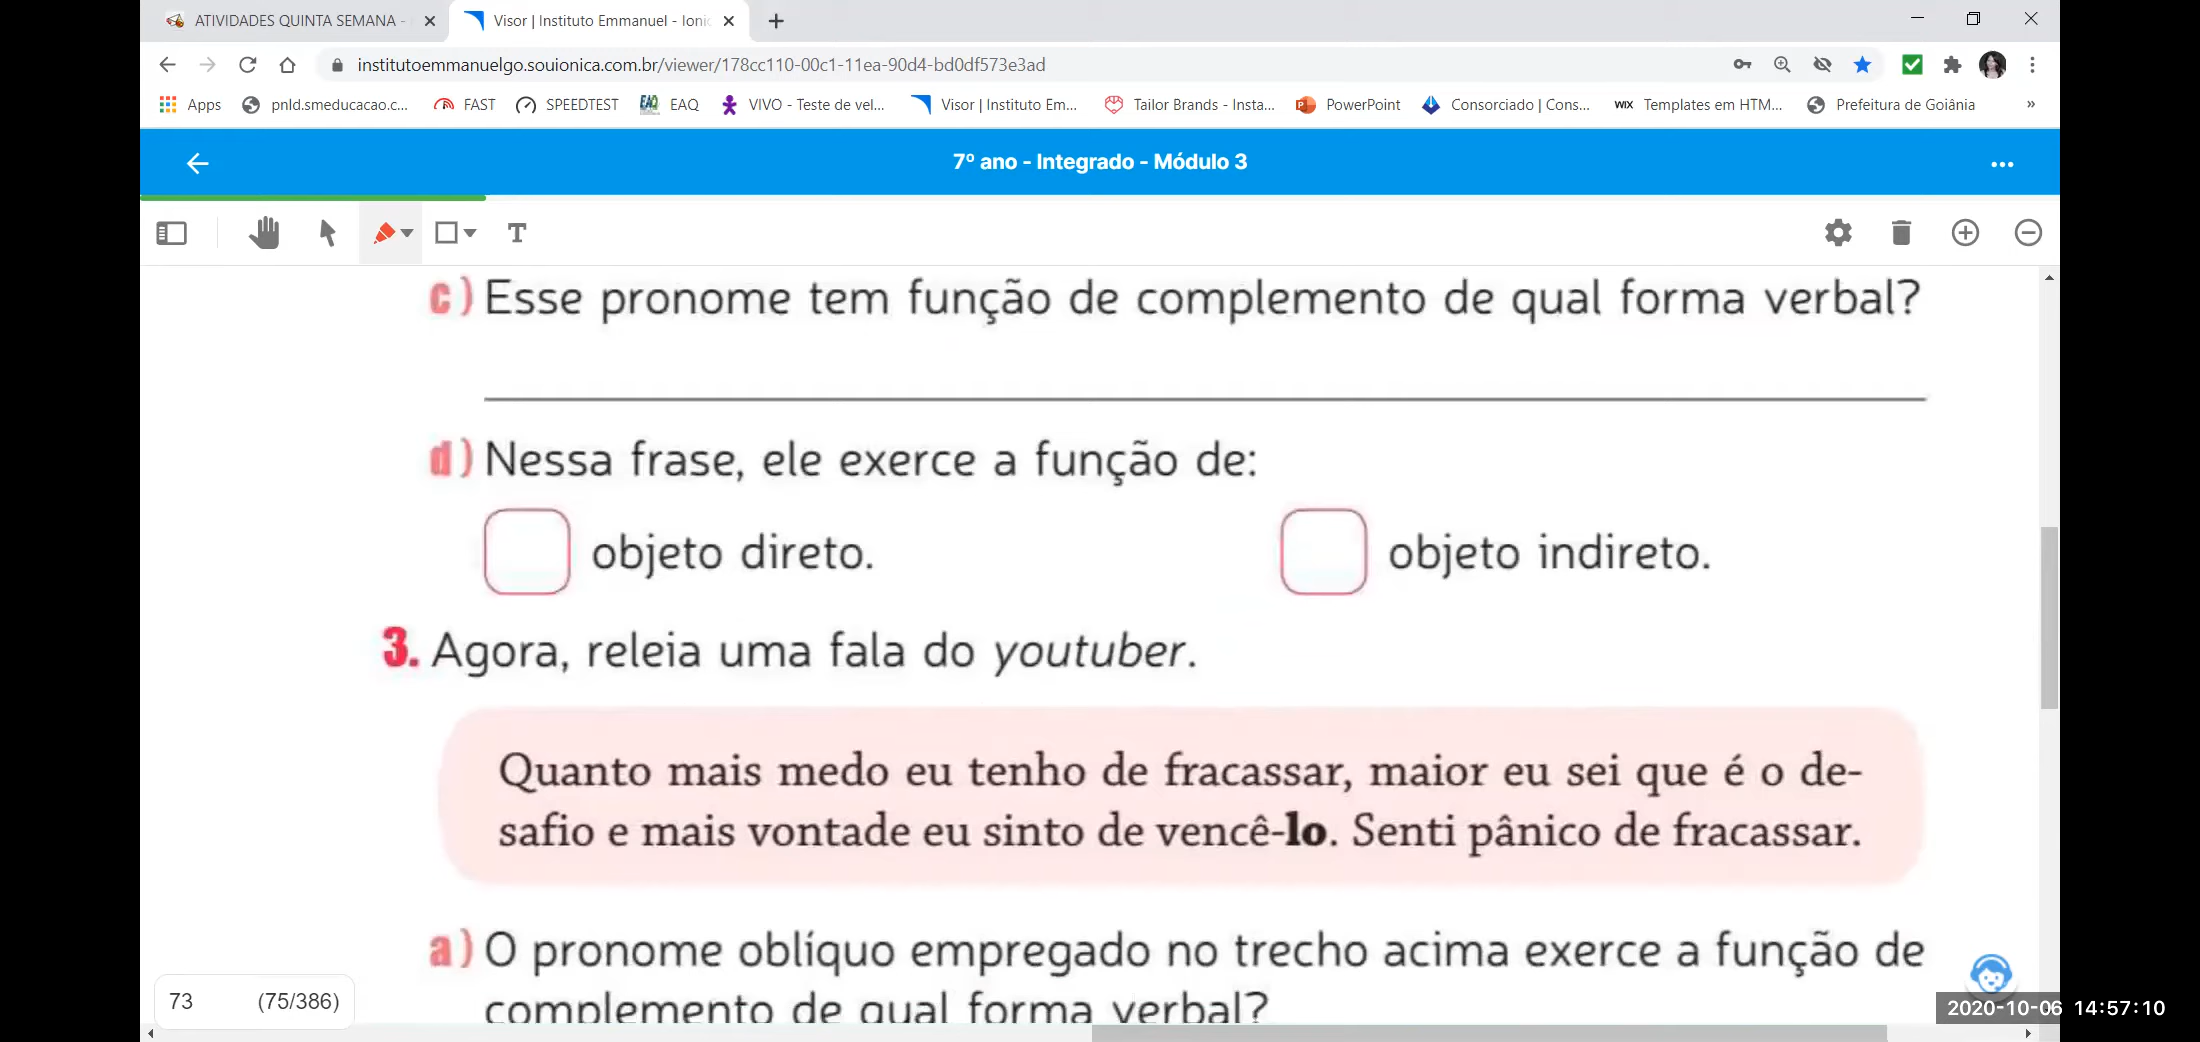 ATIVIDADES QUINTA SEMANA -
Visor | Instituto Emmanuel - Ionic
institutoemmanuelgo.souionica.com.br/viewer/178cc110-00c1-11ea-90d4-bd0df573e3ad
Apps pnld.smeducacao.c... FAST SPEEDTEST EAQ EAQ VIVO - Teste de vel... Visor | Instituto Em... Tailor Brands - Insta... PowerPoint Consorciado | Cons... WIX Templates em HTM... Prefeitura de Goiânia »
7º ano - Integrado - Módulo 3
T
c) Esse pronome tem função de complemento de qual forma verbal?
d) Nessa frase, ele exerce a função de:
objeto direto. objeto indireto.
3. Agora, releia uma fala do youtuber.
Quanto mais medo eu tenho de fracassar, maior eu sei que é o de-
safio e mais vontade eu sinto de vencê-lo. Senti pânico de fracassar.
a) O pronome oblíquo empregado no trecho acima exerce a função de
complemento de qual forma verbal?
73 (75/386)
2020-10-06 14:57:10